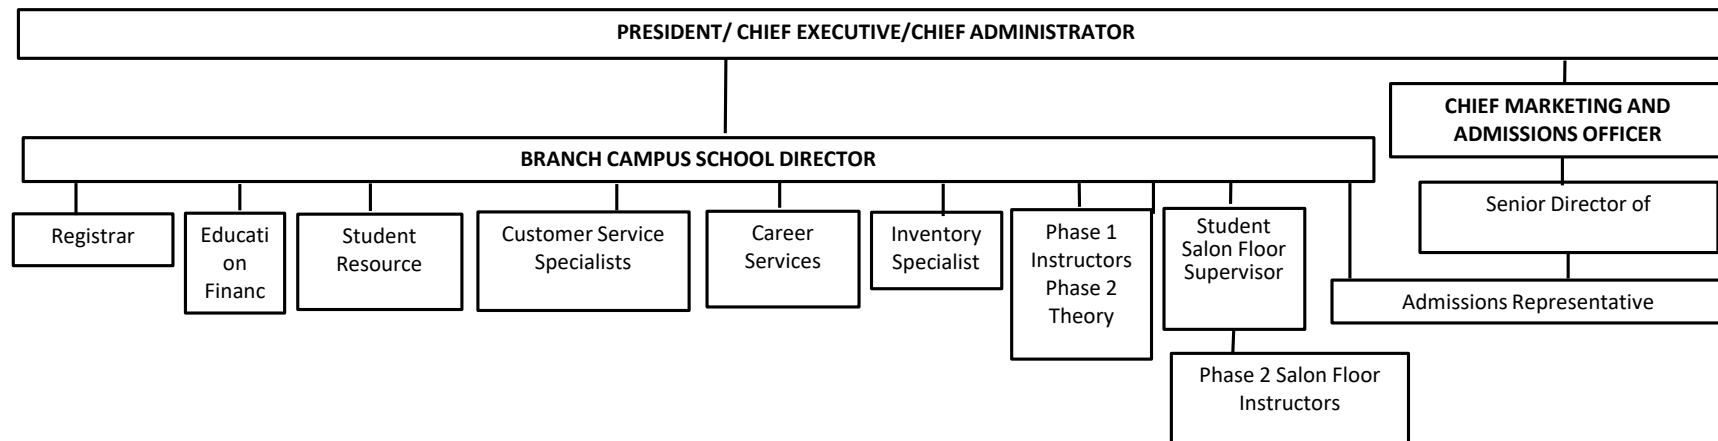 PRESIDENT/ CHIEF EXECUTIVE/CHIEF ADMINISTRATOR
CHIEF MARKETING AND
ADMISSIONS OFFICER
BRANCH CAMPUS SCHOOL DIRECTOR
Senior Director of
Registrar
Educati
on
Financ
Student
Resource
Customer Service
Specialists
Career
Services
Inventory
Specialist
Phase 1
Instructors
Phase 2
Theory
Student
Salon Floor
Supervisor
Admissions Representative
Phase 2 Salon Floor
Instructors